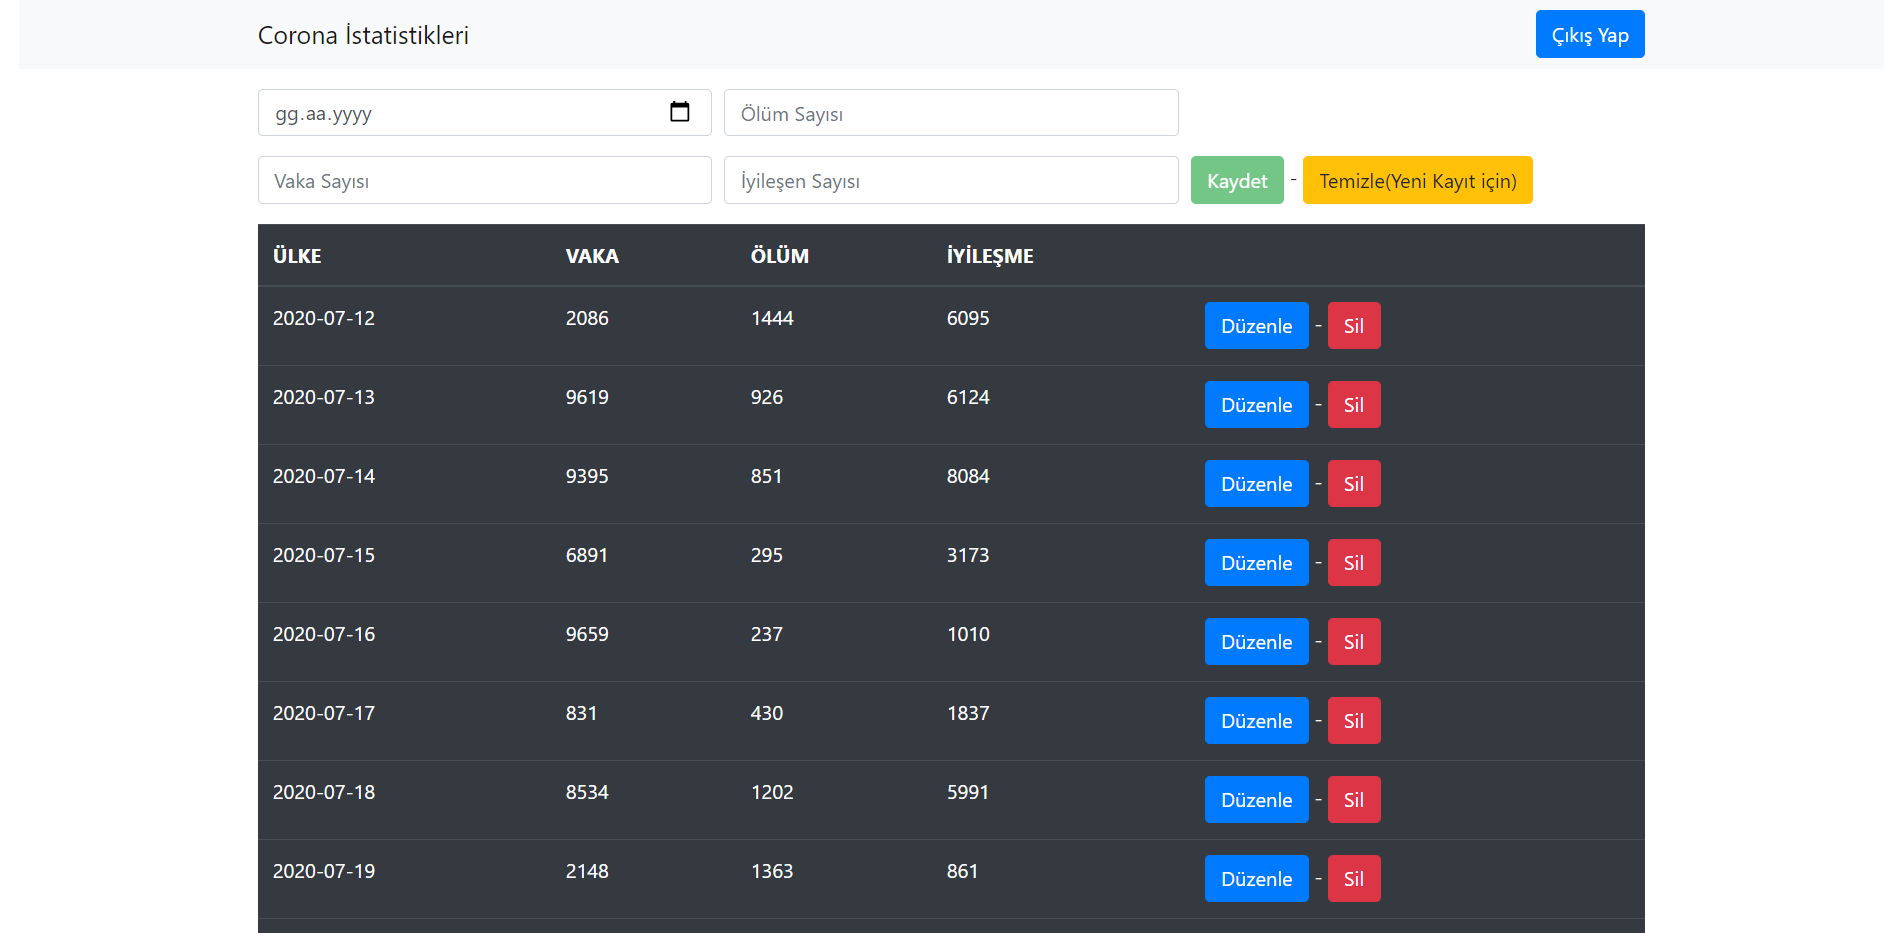 Corona İstatistikleri Çıkış Yap
gg.aa.yyyy Ölüm Sayısı
Vaka Sayısı İyileşen Sayısı Kaydet - Temizle(Yeni Kayıt için)
ÜLKE VAKA ÖLÜM İYİLEŞME
2020-07-12 2086 1444 6095 Düzenle - Sil
2020-07-13 9619 926 6124 Düzenle - Sil
2020-07-14 9395 851 8084 Düzenle - Sil
2020-07-15 6891 295 3173 Düzenle - Sil
2020-07-16 9659 237 1010 Düzenle - Sil
2020-07-17 831 430 1837 Düzenle - Sil
2020-07-18 8534 1202 5991 Düzenle - Sil
2020-07-19 2148 1363 861 Düzenle - Sil